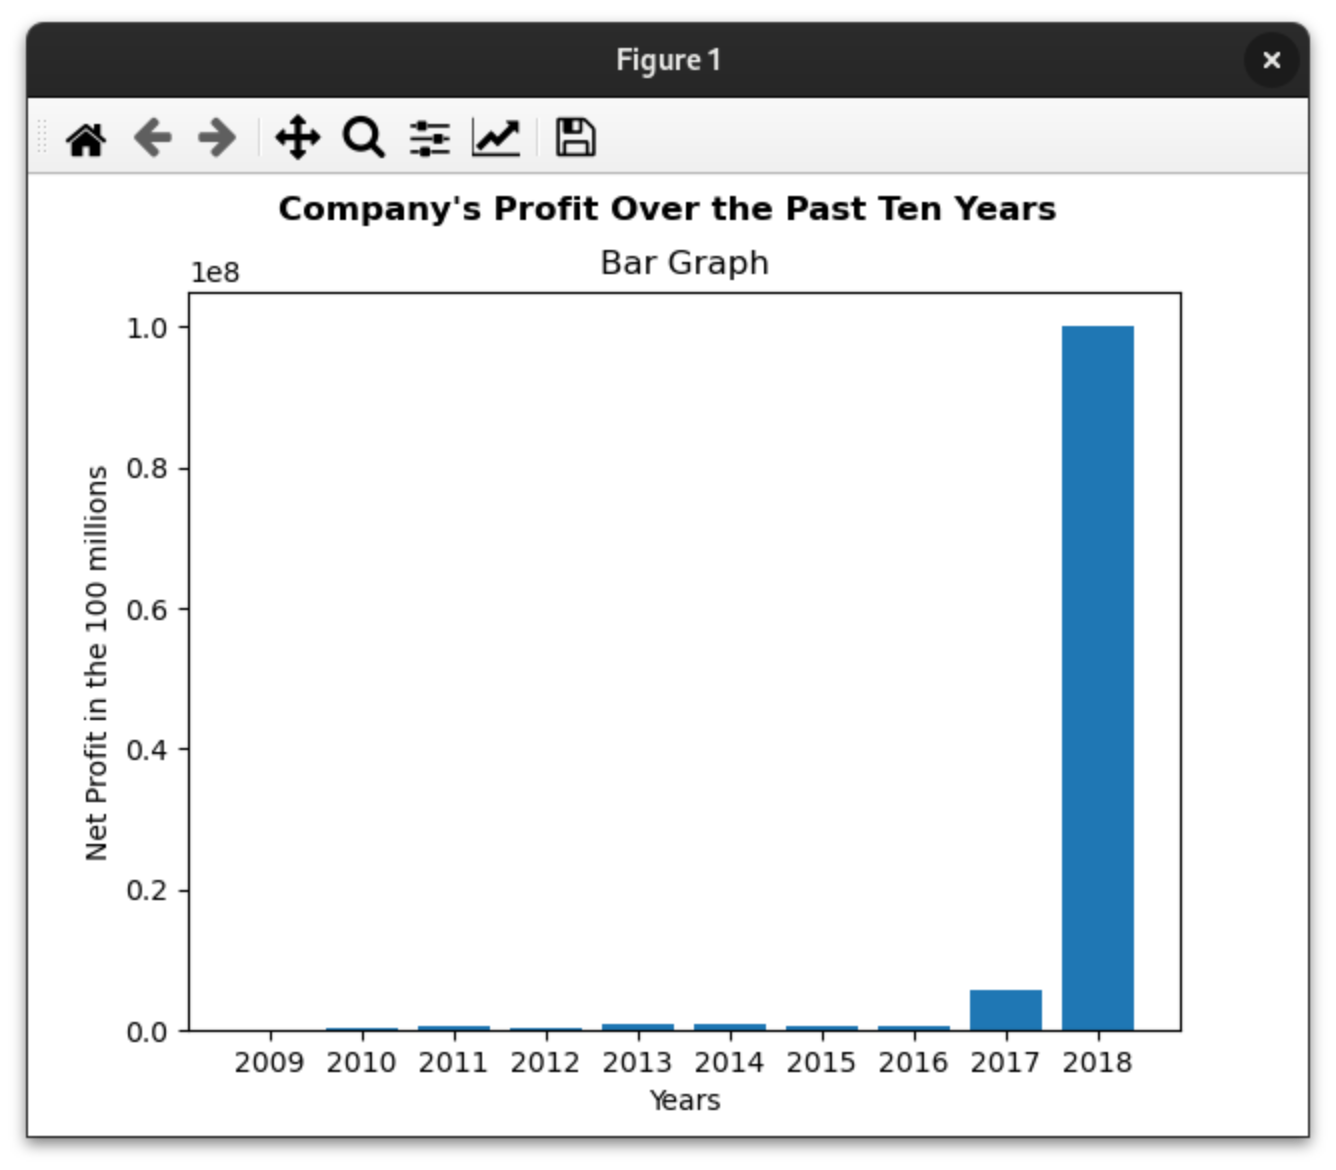 Figure 1
Company's Profit Over the Past Ten Years
Bar Graph
1e8
1.0
0.8
0.6
0.4
0.2
0.0
Net Profit in the 100 millions
2009 2010 2011 2012 2013 2014 2015 2016 2017 2018
Years